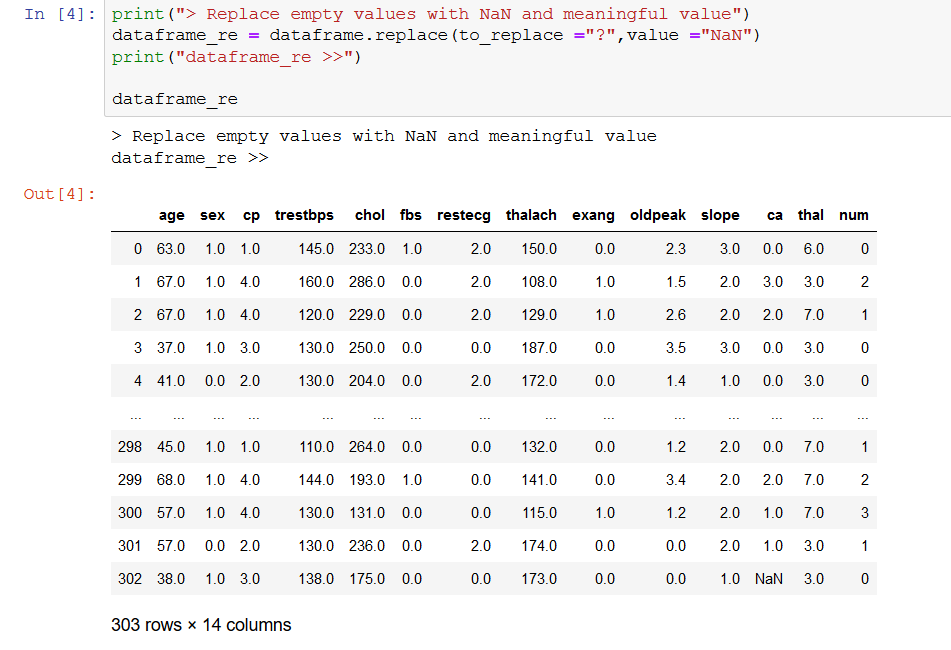 In [4]: print("> Replace empty values with NaN and meaningful value")
dataframe_re = dataframe.replace(to_replace ="?",value ="NaN")
print("dataframe_re >>")
dataframe_re
> Replace empty values with NaN and meaningful value
dataframe_re >>
Out[4]:
age sex cp trestbps chol fbs restecg thalach exang oldpeak slope ca thal num
0 63.0 1.0 1.0 145.0 233.0 1.0 2.0 150.0 0.0 2.3 3.0 0.0 6.0 0
1 67.0 1.0 4.0 160.0 286.0 0.0 2.0 108.0 1.0 1.5 2.0 3.0 3.0 2
2 67.0 1.0 4.0 120.0 229.0 0.0 2.0 129.0 1.0 2.6 2.0 2.0 7.0 1
3 37.0 1.0 3.0 130.0 250.0 0.0 0.0 187.0 0.0 3.5 3.0 0.0 3.0 0
4 41.0 0.0 2.0 130.0 204.0 0.0 2.0 172.0 0.0 1.4 1.0 0.0 3.0 0
... ... ... ... ... ... ... ... ... ... ... ... ... ... ...
298 45.0 1.0 1.0 110.0 264.0 0.0 0.0 132.0 0.0 1.2 2.0 0.0 7.0 1
299 68.0 1.0 4.0 144.0 193.0 1.0 0.0 141.0 0.0 3.4 2.0 2.0 7.0 2
300 57.0 1.0 4.0 130.0 131.0 0.0 0.0 115.0 1.0 1.2 2.0 1.0 7.0 3
301 57.0 0.0 2.0 130.0 236.0 0.0 2.0 174.0 0.0 0.0 2.0 1.0 3.0 1
302 38.0 1.0 3.0 138.0 175.0 0.0 0.0 173.0 0.0 0.0 1.0 NaN 3.0 0
303 rows × 14 columns